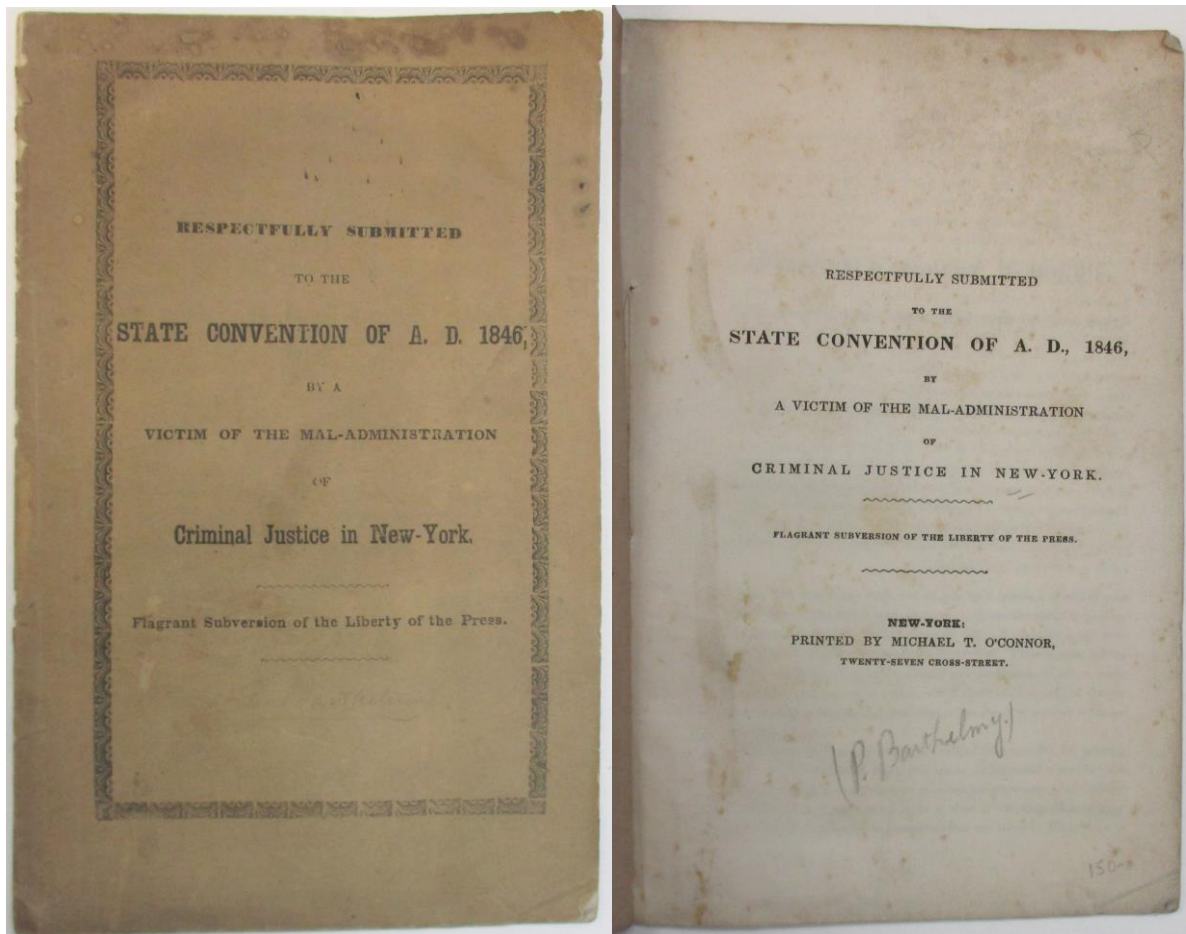 RESPECTFULLY SUBMITTED
TO THE
STATE CONVENTION OF A. D. 1846,
BY A
VICTIM OF THE MAL-ADMINISTRATION
OF
Criminal Justice in New-York.
Flagrant Subversion of the Liberty of the Press.
RESPECTFULLY SUBMITTED
TO THE
STATE CONVENTION OF A. D., 1846,
BY
A VICTIM OF THE MAL-ADMINISTRATION
OF
CRIMINAL JUSTICE IN NEW-YORK.
FLAGRANT SUBVERSION OF THE LIBERTY OF THE PRESS.
NEW-YORK:
PRINTED BY MICHAEL T. O'CONNOR,
TWENTY-SEVEN CROSS-STREET.
(P. Barthelmy.)
150-